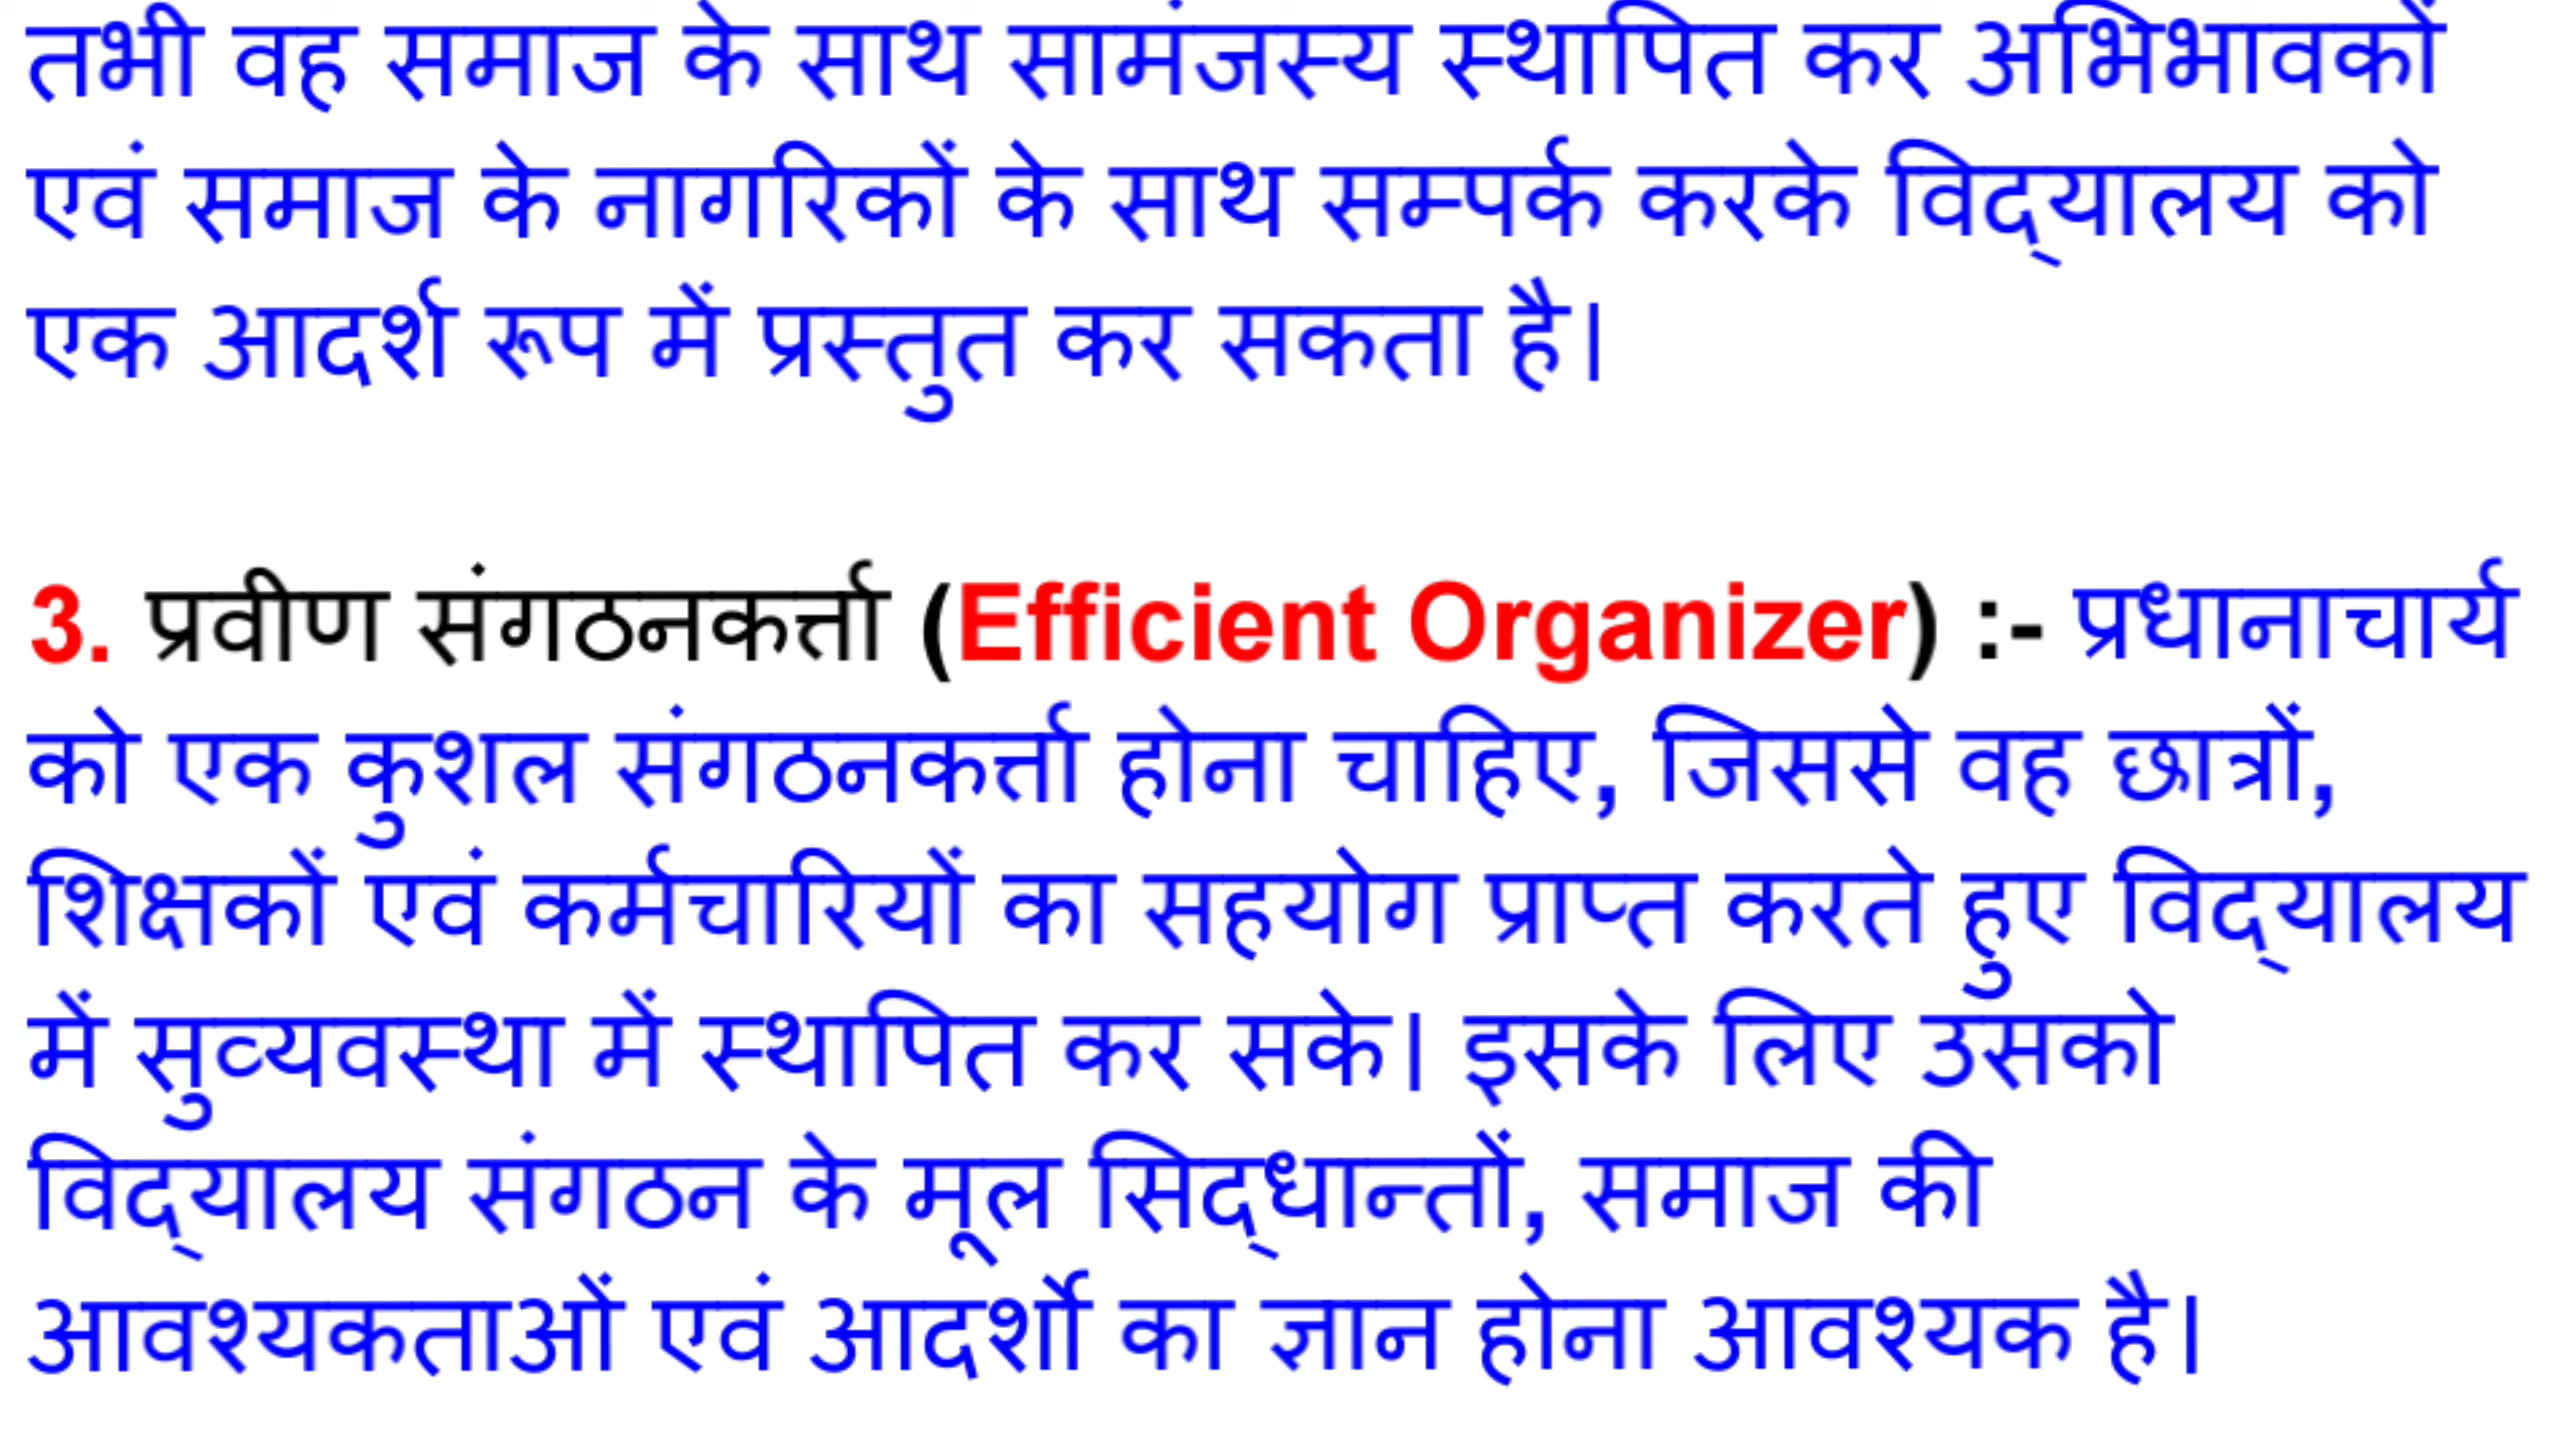 तभी वह समाज के साथ सामंजस्य स्थापित कर अभिभावकों
एवं समाज के नागरिकों के साथ सम्पर्क करके विद्यालय को
एक आदर्श रूप में प्रस्तुत कर सकता है।
3. प्रवीण संगठनकर्त्ता (Efficient Organizer) :- प्रधानाचार्य
को एक कुशल संगठनकर्त्ता होना चाहिए, जिससे वह छात्रों,
शिक्षकों एवं कर्मचारियों का सहयोग प्राप्त करते हुए विद्यालय
में सुव्यवस्था में स्थापित कर सके। इसके लिए उसको
विद्यालय संगठन के मूल सिद्धान्तों, समाज की
आवश्यकताओं एवं आदर्शो का ज्ञान होना आवश्यक है।